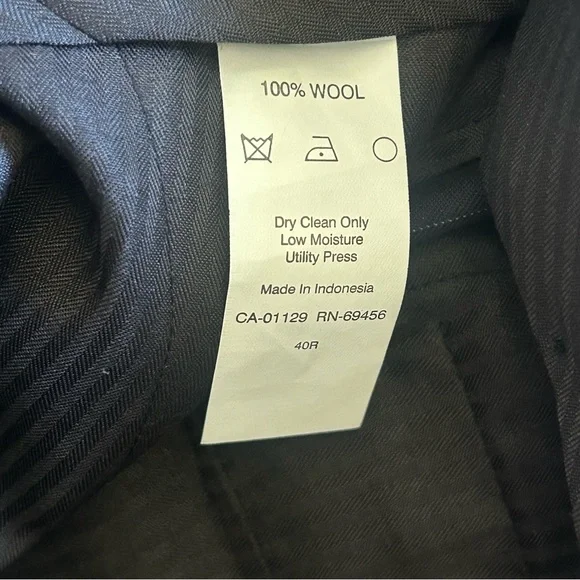 100% WOOL
Dry Clean Only
Low Moisture
Utility Press
Made In Indonesia
CA-01129 RN-69456
40R